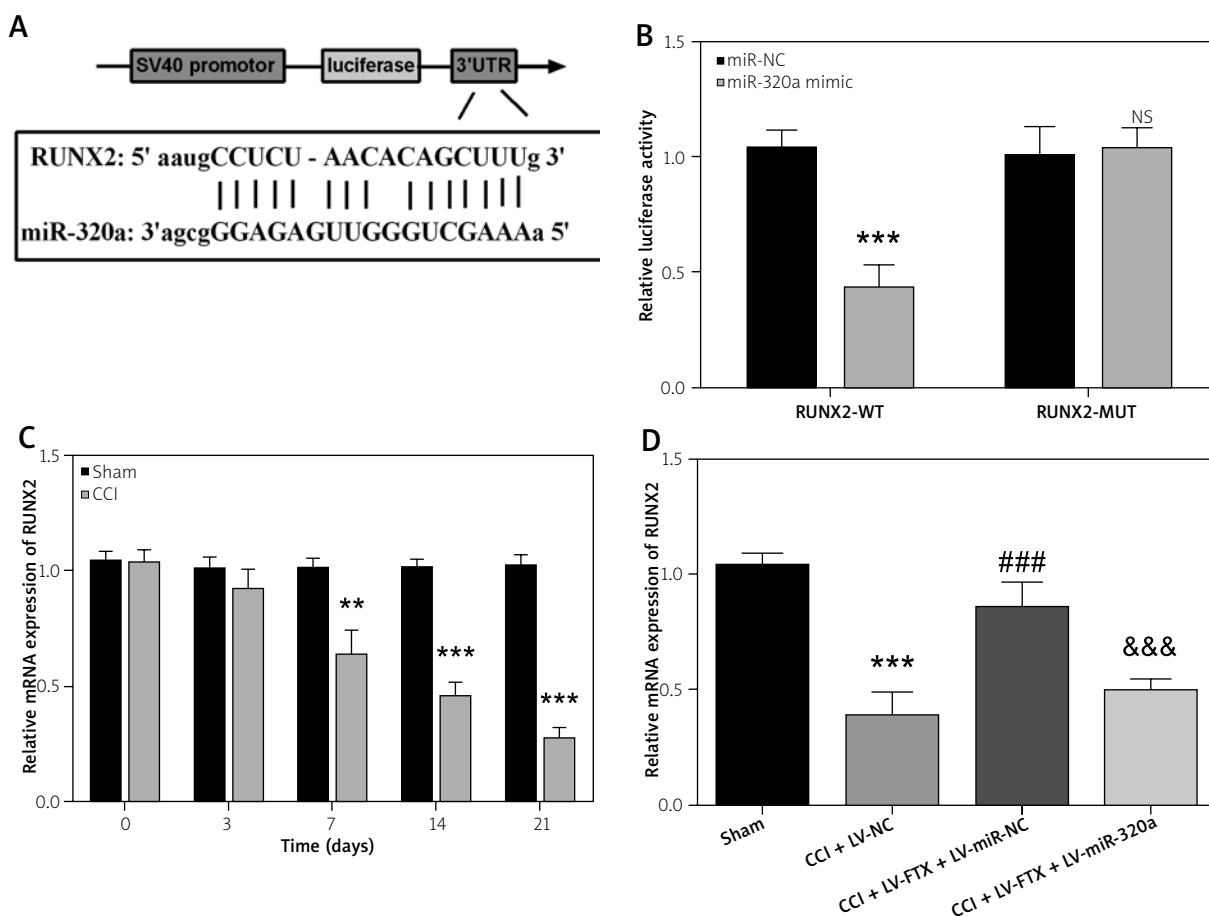 A
SV40 promotor luciferase 3'UTR
RUNX2: 5' aaugCCUCU - AACACAGCUUUg 3'
miR-320a: 3'agcgGGAGAGUUGGGUCGAAAa 5'
B
Relative luciferase activity
1.5
1.0
0.5
0.0
miR-NC
miR-320a mimic
***
NS
RUNX2-WT RUNX2-MUT
C
Relative mRNA expression of RUNX2
1.5
1.0
0.5
0.0
Sham
CCI
**
***
***
0 3 7 14 21
Time (days)
D
Relative mRNA expression of RUNX2
1.5
1.0
0.5
0.0
***
###
&&&
Sham
CCI + LV-NC
CCI + LV-FTX + LV-miR-NC
CCI + LV-FTX + LV-miR-320a